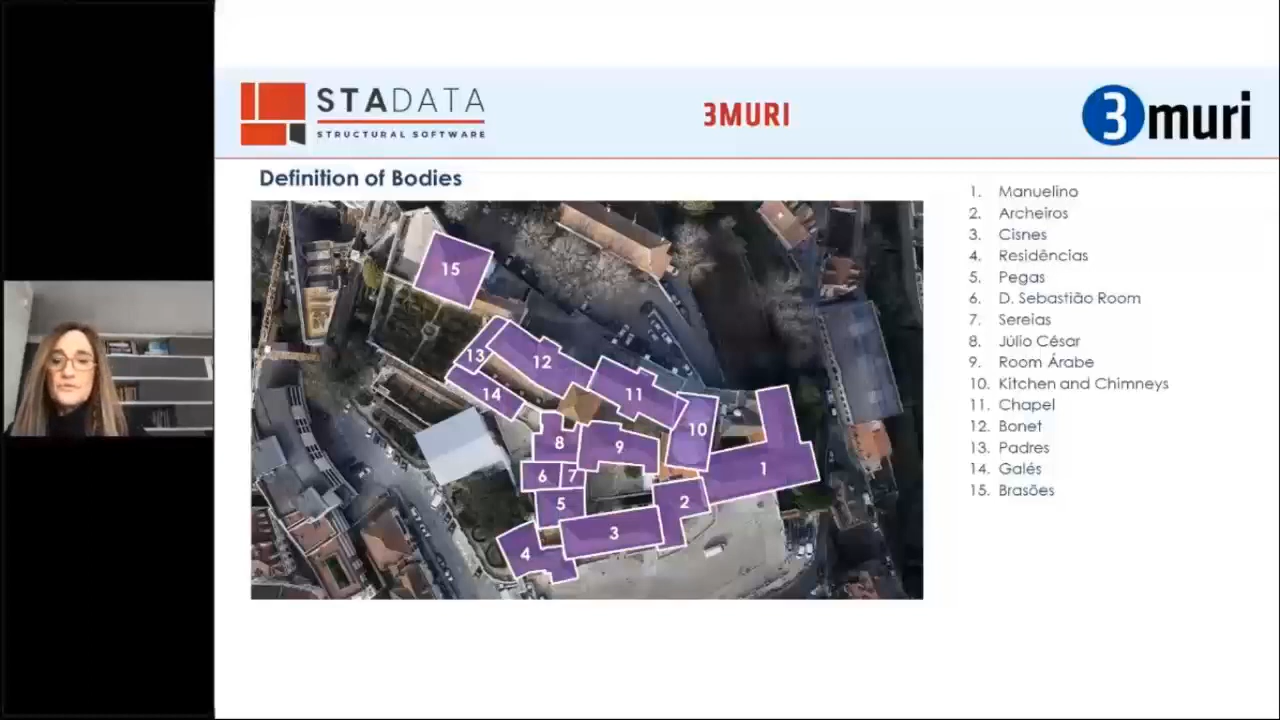 STADATA
STRUCTURAL SOFTWARE
3MURI
3muri
Definition of Bodies
15
13
12
14
11
10
8
9
1
6
7
5
2
3
4
1. Manuelino
2. Archeiros
3. Cisnes
4. Residências
5. Pegas
6. D. Sebastião Room
7. Sereias
8. Júlio César
9. Room Árabe
10. Kitchen and Chimneys
11. Chapel
12. Bonet
13. Padres
14. Galés
15. Brasões